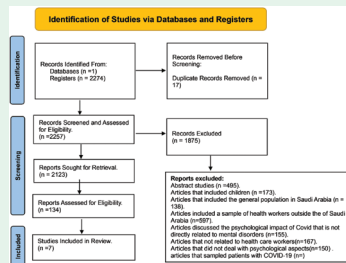 Identification of Studies via Databases and Registers
Identification
Records Identified From:
Databases (n =1)
Registers (n = 2274)
Records Removed Before
Screening:
Duplicate Records Removed (n =
17)
Screening
Records Screened and Assessed
for Eligibility.
(n =2257)
Records Excluded
(n = 1875)
Reports Sought for Retrieval.
(n = 2123)
Reports Assessed for Eligibility.
(n =134)
Reports excluded:
Abstract studies (n =495).
Articles that included children (n =173).
Articles that included the general population in Saudi Arabia (n =
138).
Articles included a sample of health workers outside the of Saudi
Arabia (n=597).
Articles discussed the psychological impact of Covid that is not
directly related to mental disorders (n=155).
Articles that not related to health care workers(n=167).
Articles that did not deal with psychological aspects(n=150) .
articles that sampled patients with COVID-19 (n=)
Included
Studies Included in Review.
(n =7)